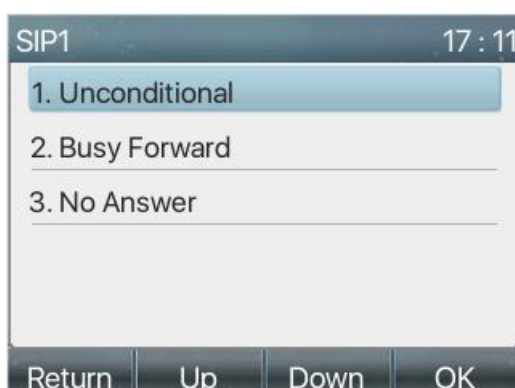 SIP1 17 : 11
1. Unconditional
2. Busy Forward
3. No Answer
Return Up Down OK